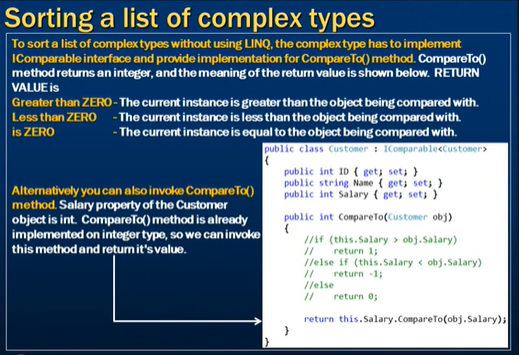 Sorting a list of complex types
To sort a list of complex types without using LINQ, the complex type has to implement
IComparable interface and provide implementation for CompareTo() method. CompareTo()
method returns an integer, and the meaning of the return value is shown below. RETURN
VALUE is
Greater than ZERO - The current instance is greater than the object being compared with.
Less than ZERO - The current instance is less than the object being compared with.
is ZERO - The current instance is equal to the object being compared with.
Alternatively you can also invoke CompareTo()
method. Salary property of the Customer
object is int. CompareTo() method is already
implemented on integer type, so we can invoke
this method and return it's value.
public class Customer : IComparable<Customer>
{
public int ID { get; set; }
public string Name { get; set; }
public int Salary { get; set; }
public int CompareTo(Customer obj)
{
//if (this.Salary > obj.Salary)
// return 1;
//else if (this.Salary < obj.Salary)
// return -1;
//else
// return 0;
return this.Salary.CompareTo(obj.Salary);
}
}